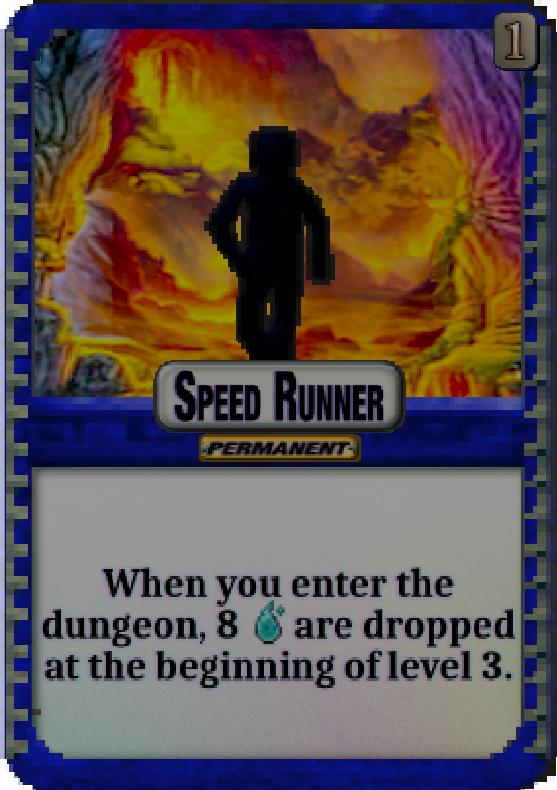 1
SPEED RUNNER
PERMANENT
When you enter the
dungeon, 8 are dropped
at the beginning of level 3.